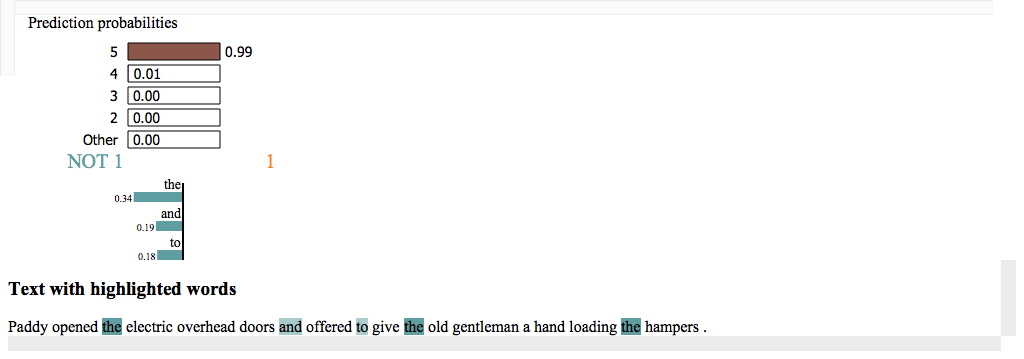 Prediction probabilities
5 0.99
4 0.01
3 0.00
2 0.00
Other 0.00
NOT 1 1
the
0.34
and
0.19
to
0.18
Text with highlighted words
Paddy opened the electric overhead doors and offered to give the old gentleman a hand loading the hampers .